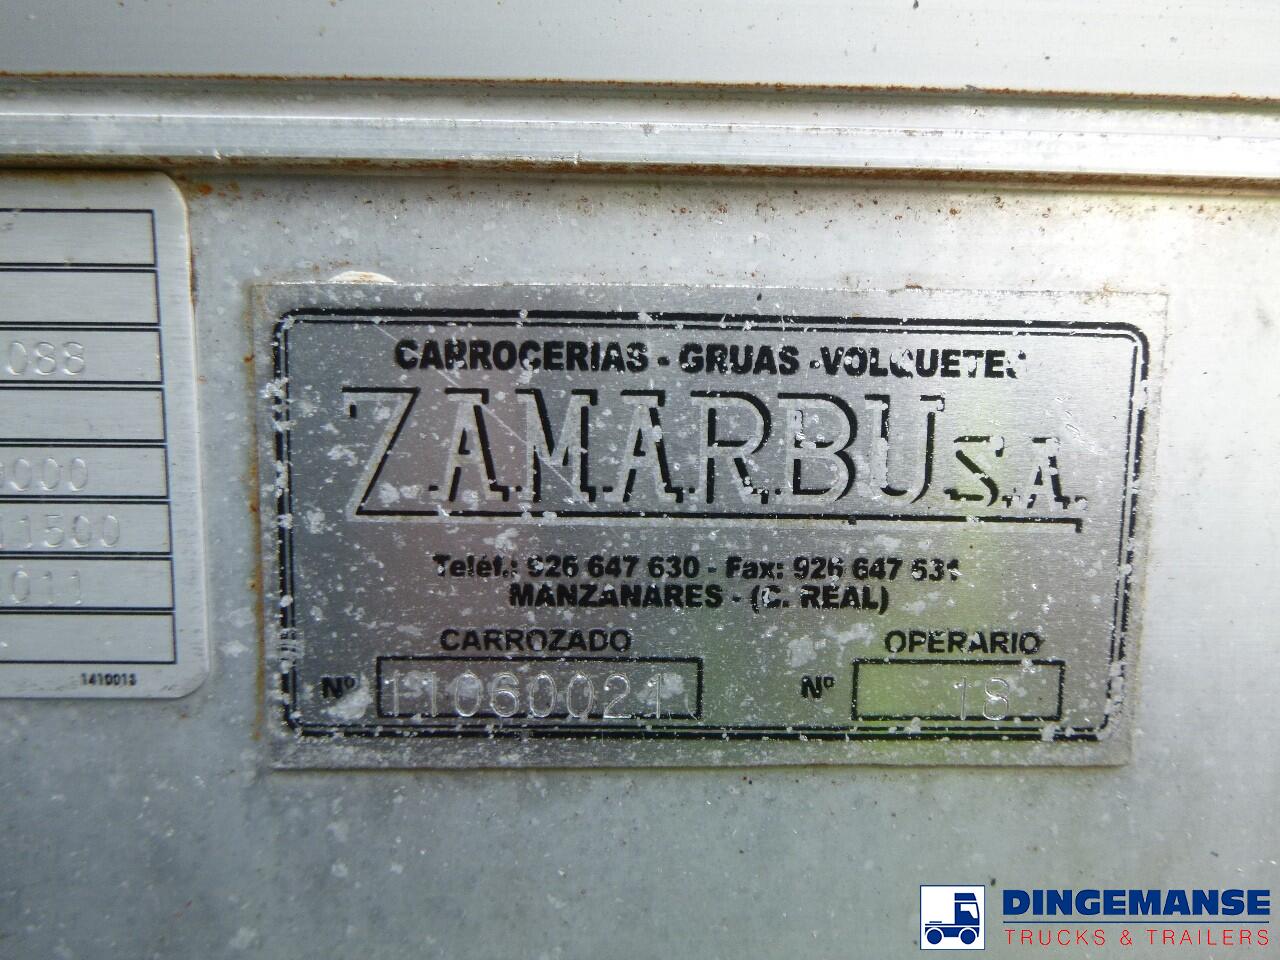 088
000
11500
011
1410013
CARROCERIAS - GRUAS - VOLQUETES
ZAMARBU S.A.
Teléf.: 926 647 630 - Fax: 926 647 631
MANZANARES - (C. REAL)
CARROZADO OPERARIO
Nº 11060021 Nº 18
DINGEMANSE
TRUCKS & TRAILERS